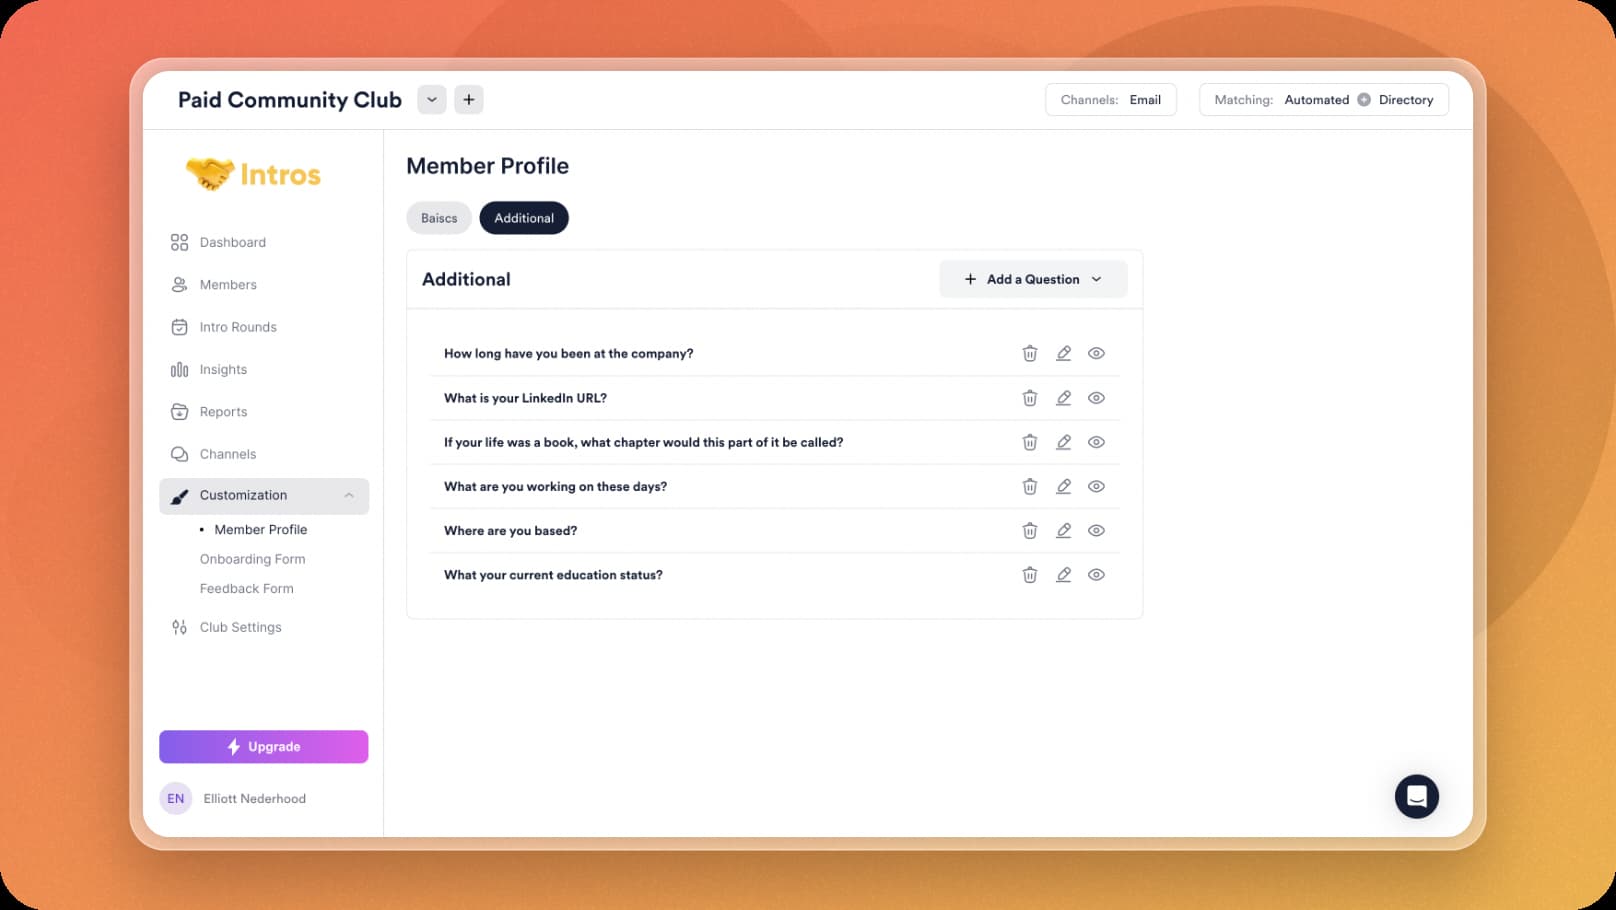 Paid Community Club
Channels: Email
Matching: Automated Directory
Intros
Dashboard
Members
Intro Rounds
Insights
Reports
Channels
Customization
Member Profile
Onboarding Form
Feedback Form
Club Settings
Upgrade
EN Elliott Nederhood
Member Profile
Baiscs
Additional
Additional
Add a Question
How long have you been at the company?
What is your LinkedIn URL?
If your life was a book, what chapter would this part of it be called?
What are you working on these days?
Where are you based?
What your current education status?